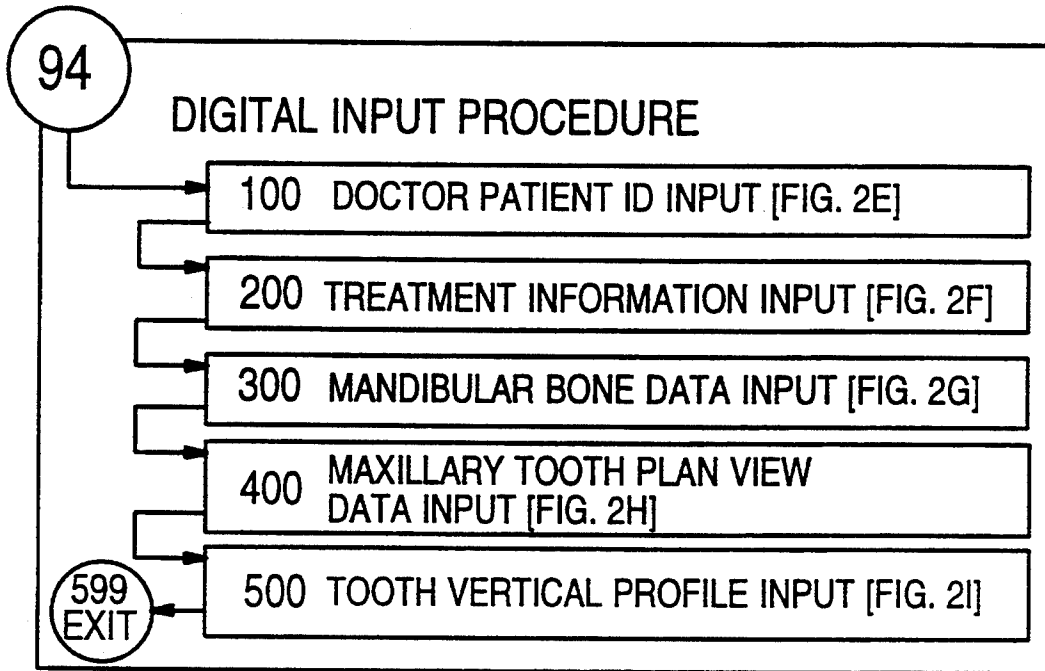 94
DIGITAL INPUT PROCEDURE
100 DOCTOR PATIENT ID INPUT [FIG. 2E]
200 TREATMENT INFORMATION INPUT [FIG. 2F]
300 MANDIBULAR BONE DATA INPUT [FIG. 2G]
400 MAXILLARY TOOTH PLAN VIEW
DATA INPUT [FIG. 2H]
500 TOOTH VERTICAL PROFILE INPUT [FIG. 2I]
599
EXIT